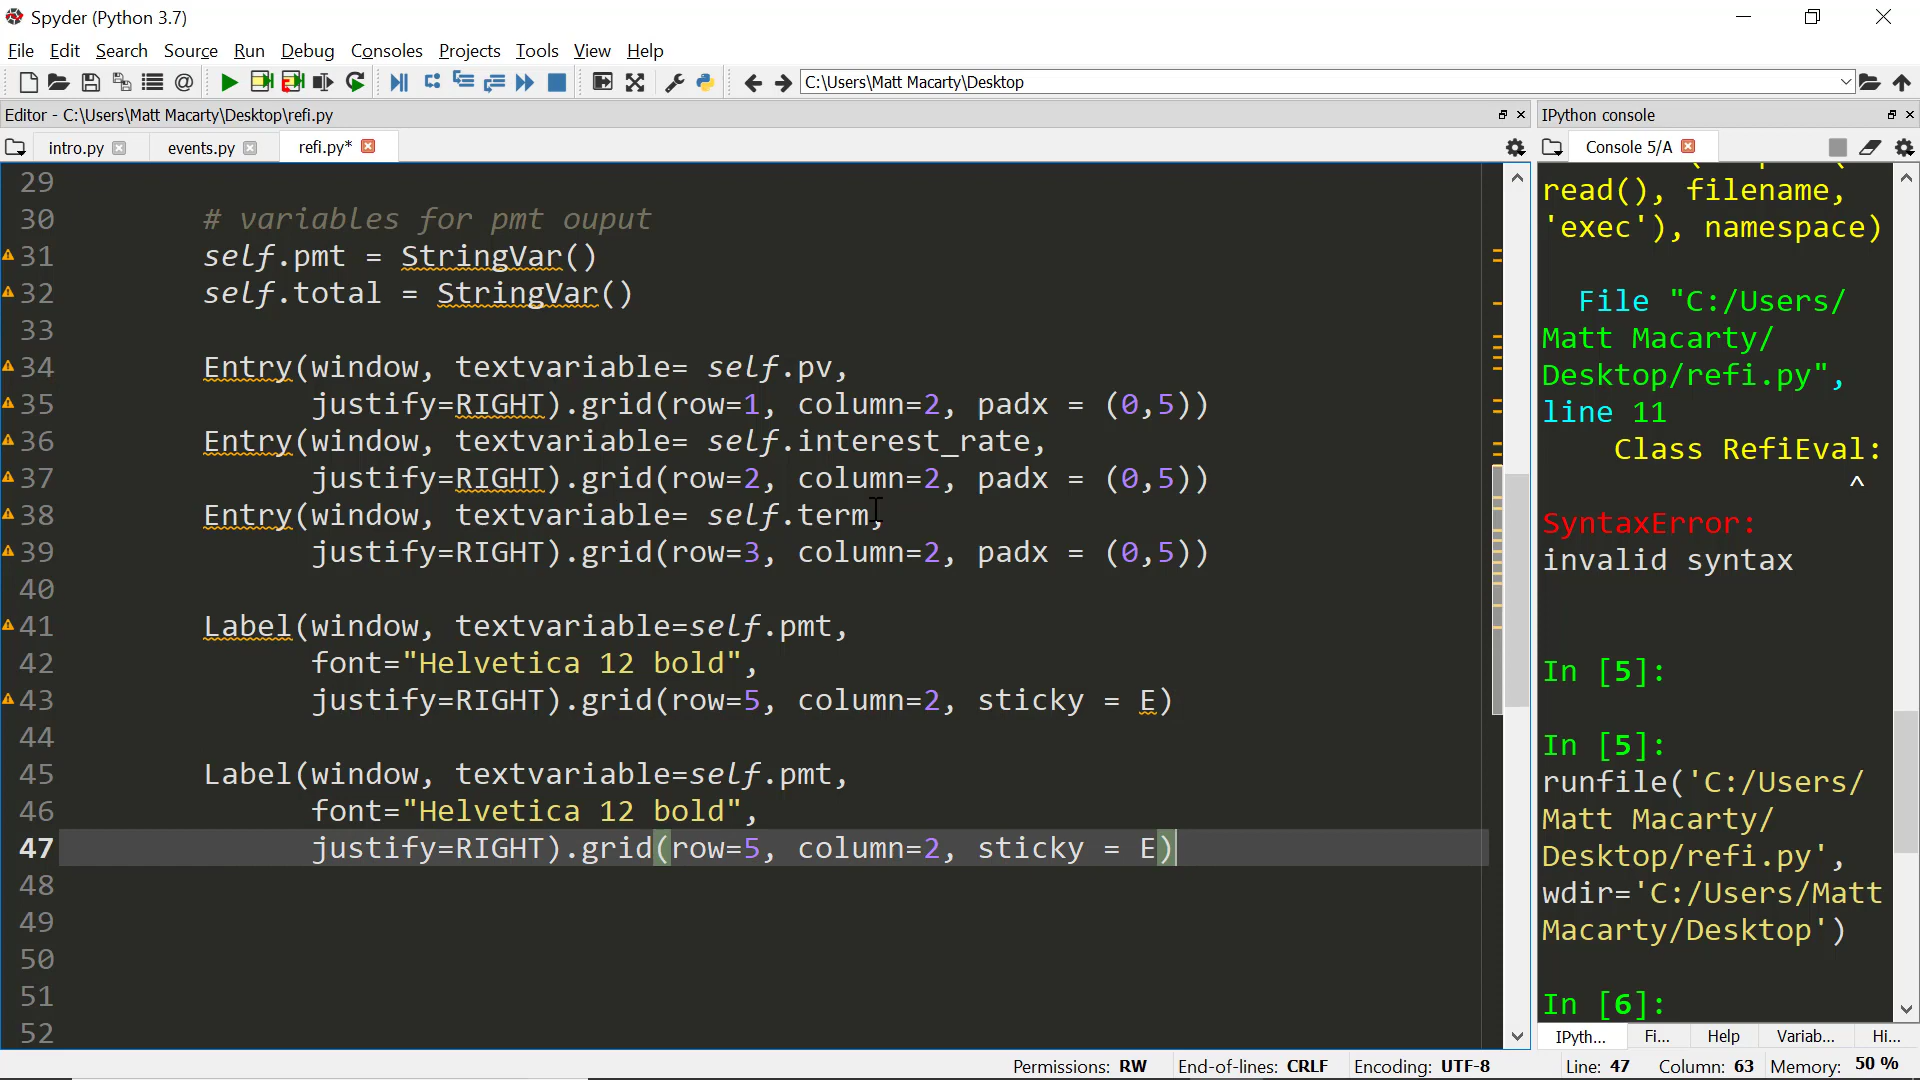 Spyder (Python 3.7)
File Edit Search Source Run Debug Consoles Projects Tools View Help
C:\Users\Matt Macarty\Desktop
Editor - C:\Users\Matt Macarty\Desktop\refi.py
IPython console
intro.py events.py refi.py*
Console 5/A
29
30 # variables for pmt ouput
31 self.pmt = StringVar()
32 self.total = StringVar()
33
34 Entry(window, textvariable= self.pv,
35 justify=RIGHT).grid(row=1, column=2, padx = (0,5))
36 Entry(window, textvariable= self.interest_rate,
37 justify=RIGHT).grid(row=2, column=2, padx = (0,5))
38 Entry(window, textvariable= self.term,
39 justify=RIGHT).grid(row=3, column=2, padx = (0,5))
40
41 Label(window, textvariable=self.pmt,
42 font="Helvetica 12 bold",
43 justify=RIGHT).grid(row=5, column=2, sticky = E)
44
45 Label(window, textvariable=self.pmt,
46 font="Helvetica 12 bold",
47 justify=RIGHT).grid(row=5, column=2, sticky = E)
48
49
50
51
52
read(), filename,
'exec'), namespace)
File "C:/Users/
Matt Macarty/
Desktop/refi.py",
line 11
Class RefiEval:
^
SyntaxError:
invalid syntax
In [5]:
In [5]:
runfile('C:/Users/
Matt Macarty/
Desktop/refi.py',
wdir='C:/Users/Matt
Macarty/Desktop')
In [6]:
IPyth... Fi... Help Variab... Hi...
Permissions: RW End-of-lines: CRLF Encoding: UTF-8 Line: 47 Column: 63 Memory: 50 %